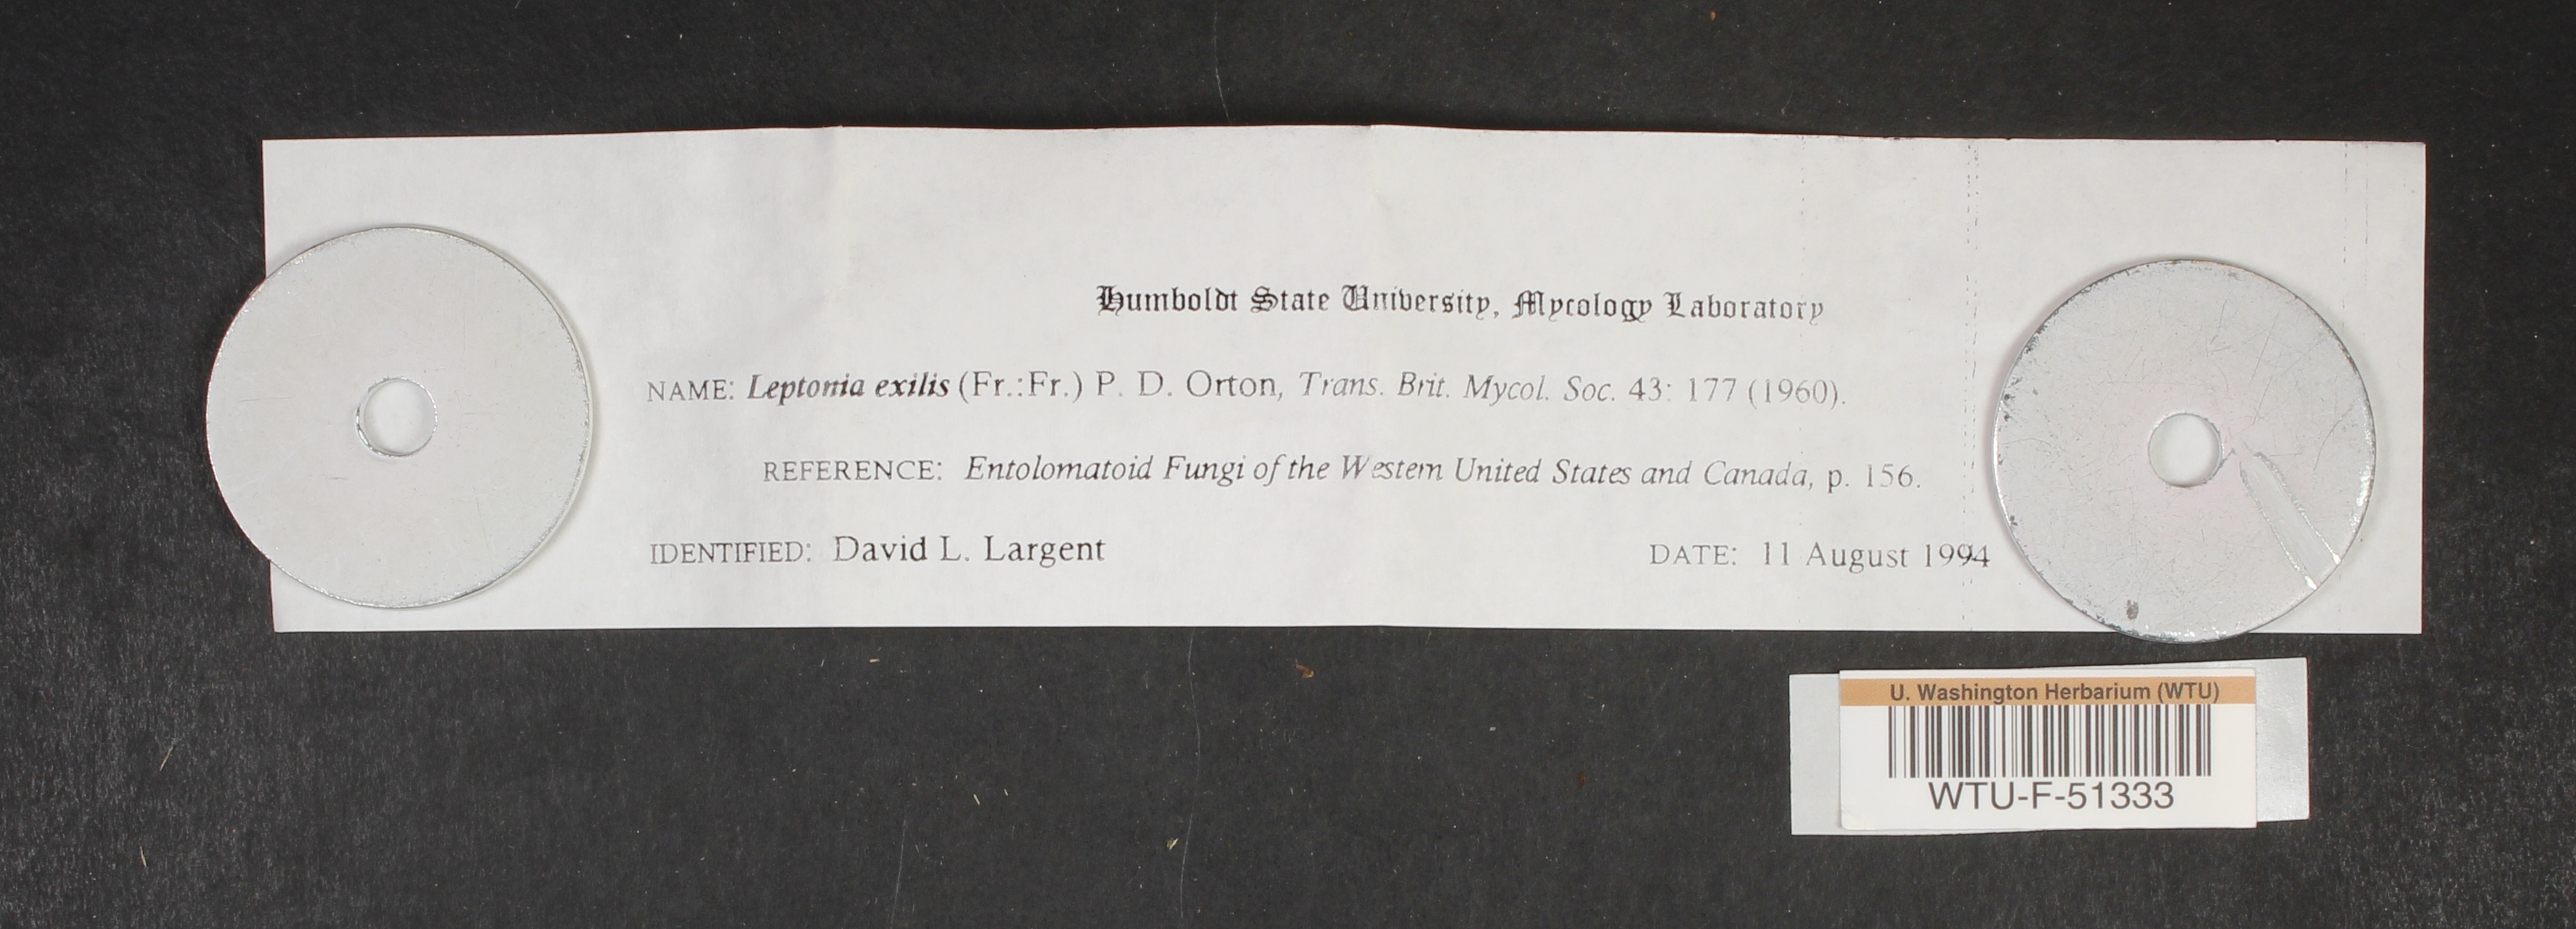 Humboldt State University, Mycology Laboratory
NAME: Leptonia exilis (Fr.:Fr.) P. D. Orton, Trans. Brit. Mycol. Soc. 43: 177 (1960).
REFERENCE: Entolomatoid Fungi of the Western United States and Canada, p. 156.
IDENTIFIED: David L. Largent DATE: 11 August 1994
U. Washington Herbarium (WTU)
WTU-F-51333